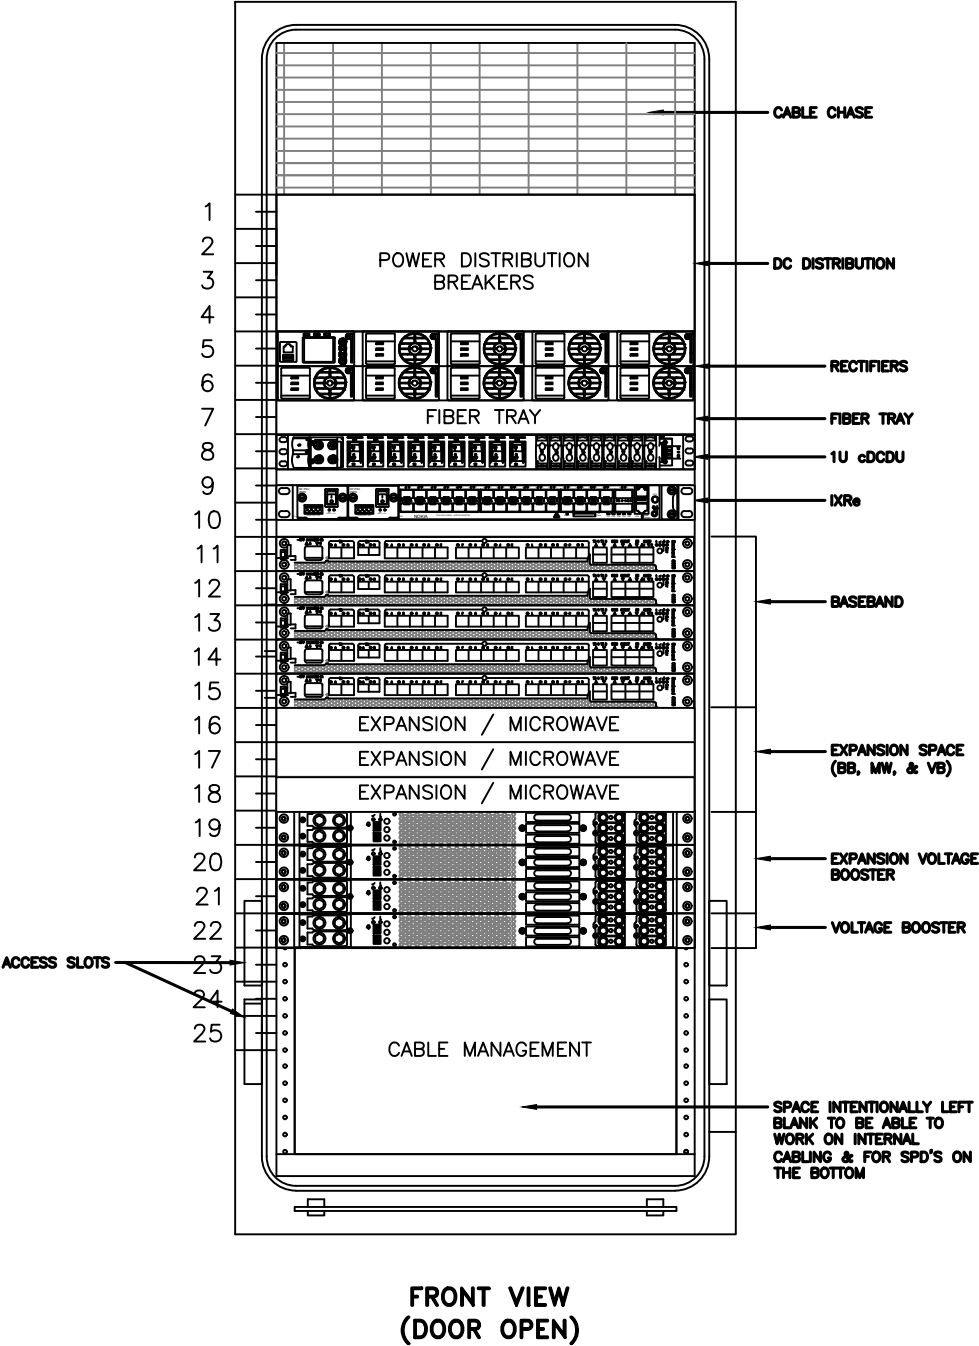 CABLE CHASE
1
2
POWER DISTRIBUTION
BREAKERS
DC DISTRIBUTION
3
4
5
RECTIFIERS
6
7
FIBER TRAY
FIBER TRAY
8
1U cDCDU
9
IXRe
10
11
12
BASEBAND
13
14
15
16
EXPANSION / MICROWAVE
17
EXPANSION / MICROWAVE
EXPANSION SPACE
(BB, MW, & VB)
18
EXPANSION / MICROWAVE
19
20
EXPANSION VOLTAGE
BOOSTER
21
22
VOLTAGE BOOSTER
ACCESS SLOTS
23
24
25
CABLE MANAGEMENT
SPACE INTENTIONALLY LEFT
BLANK TO BE ABLE TO
WORK ON INTERNAL
CABLING & FOR SPD'S ON
THE BOTTOM
FRONT VIEW
(DOOR OPEN)